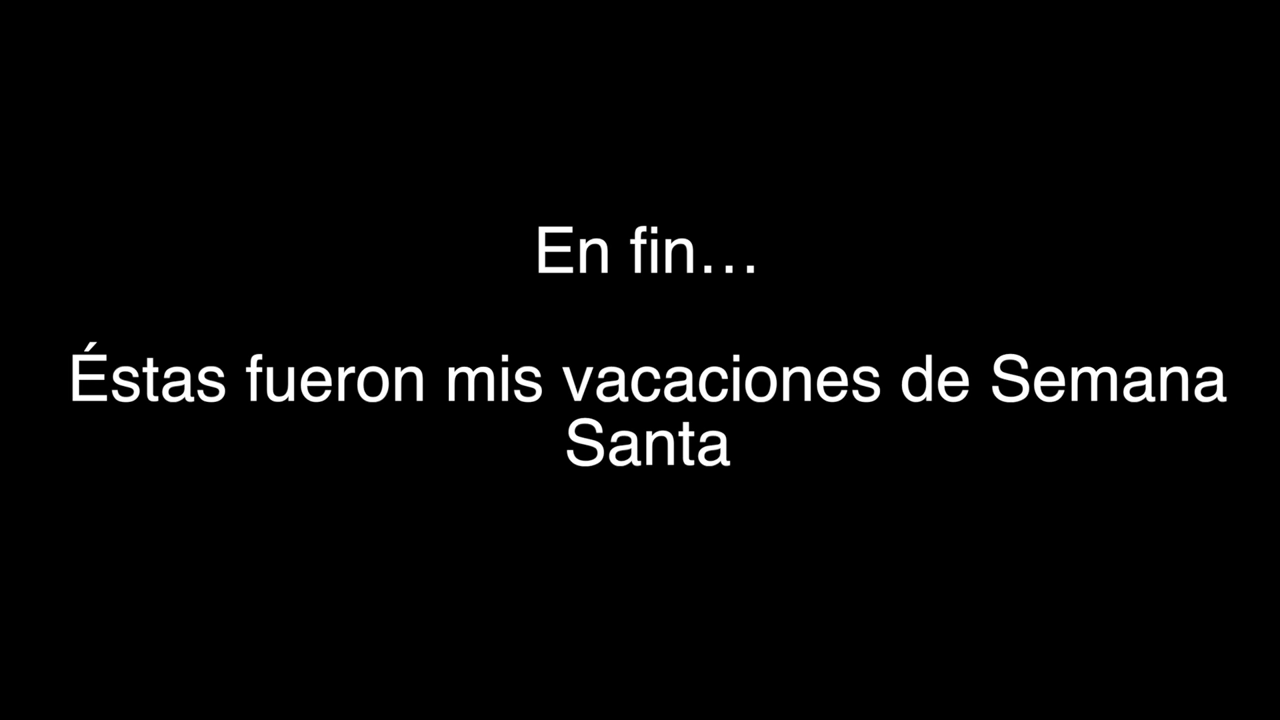 En fin…
Éstas fueron mis vacaciones de Semana
Santa